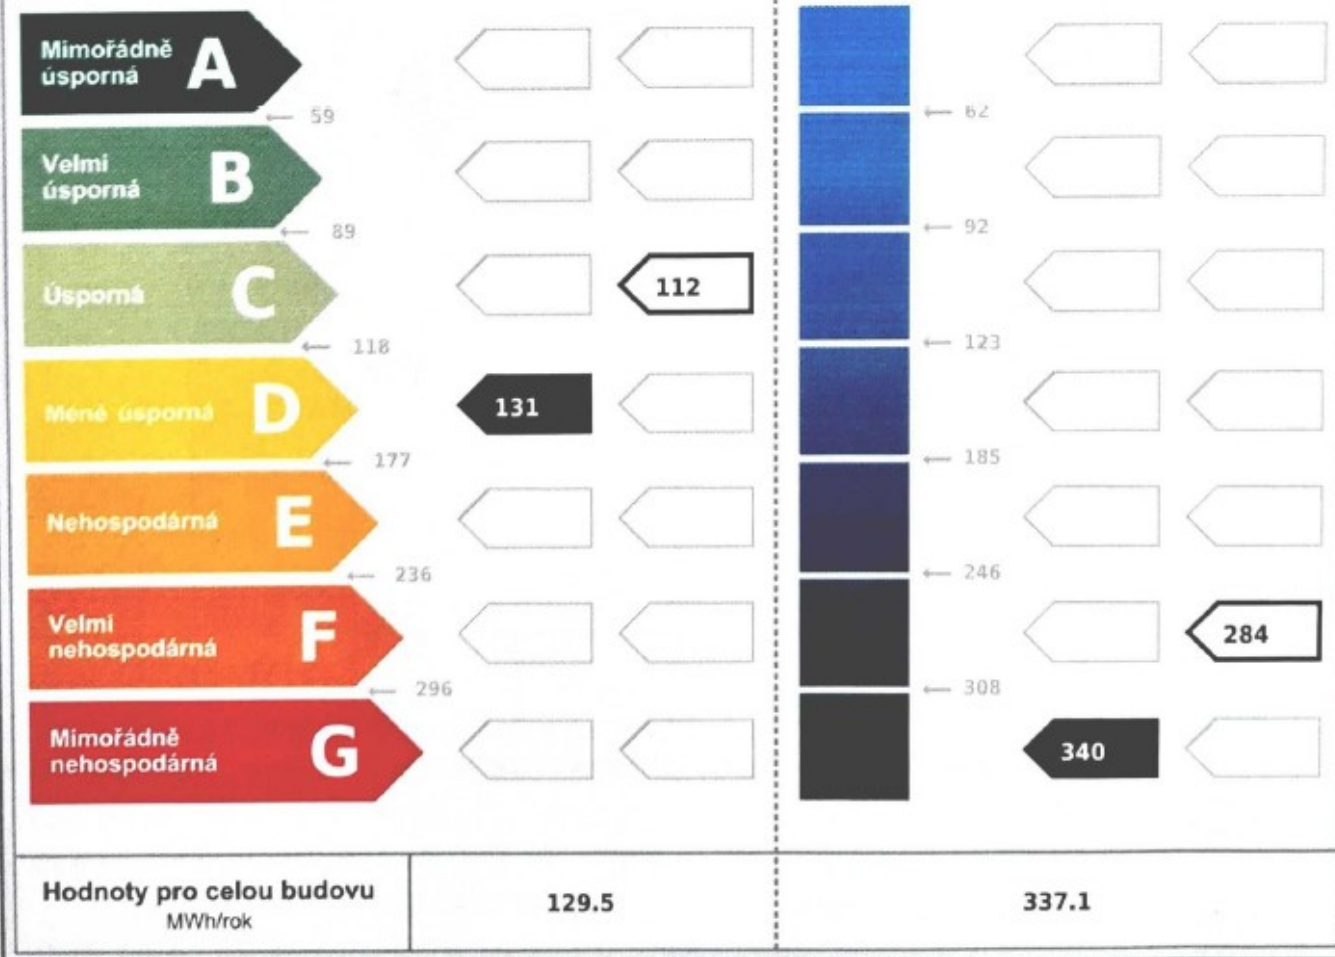 Mimořádně
úsporná A
← 59
← 62
Velmi
úsporná B
← 89
← 92
Úsporná C
112
← 118
← 123
Méně úsporná D
131
← 177
← 185
Nehospodárná E
← 236
← 246
Velmi
nehospodárná F
284
← 296
← 308
Mimořádně
nehospodárná G
340
Hodnoty pro celou budovu
MWh/rok
129.5
337.1